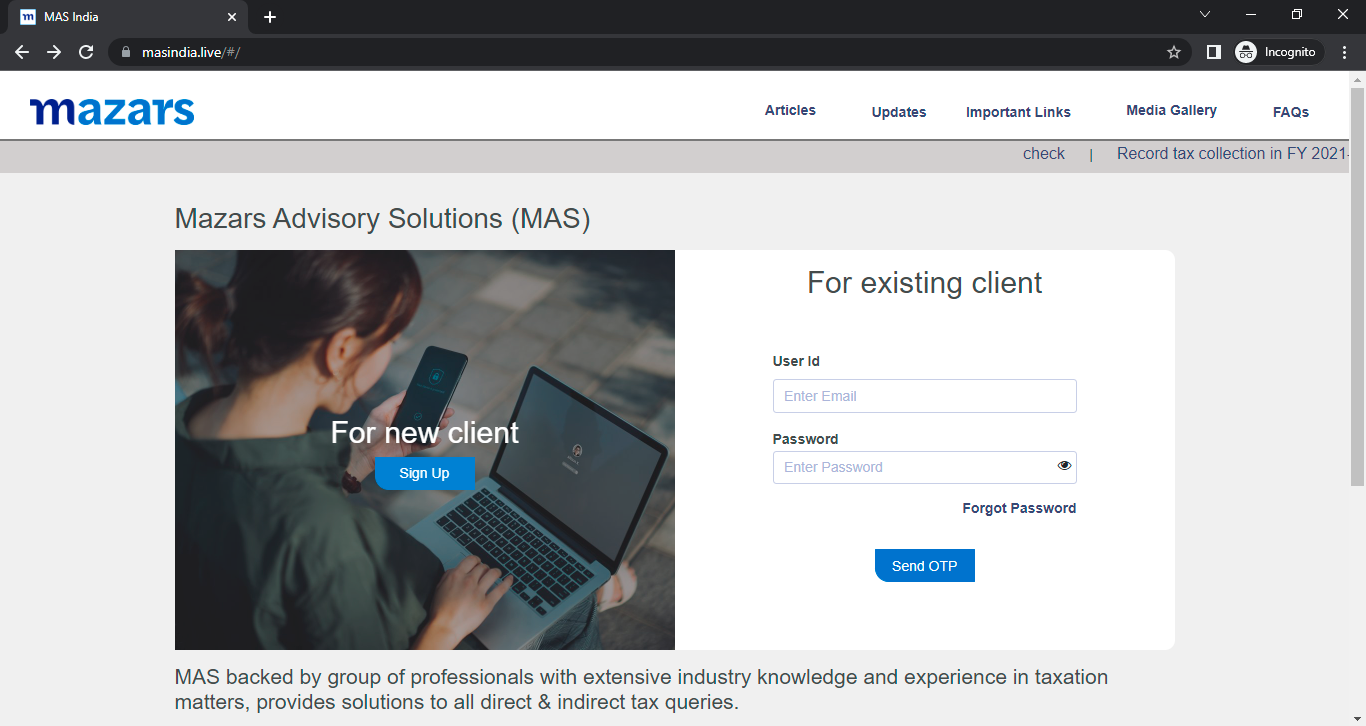 MAS India
masindia.live/#/
Incognito
mazars
Articles Updates Important Links Media Gallery FAQs
check | Record tax collection in FY 2021-
Mazars Advisory Solutions (MAS)
For new client
Sign Up
For existing client
User Id
Enter Email
Password
Enter Password
Forgot Password
Send OTP
MAS backed by group of professionals with extensive industry knowledge and experience in taxation
matters, provides solutions to all direct & indirect tax queries.